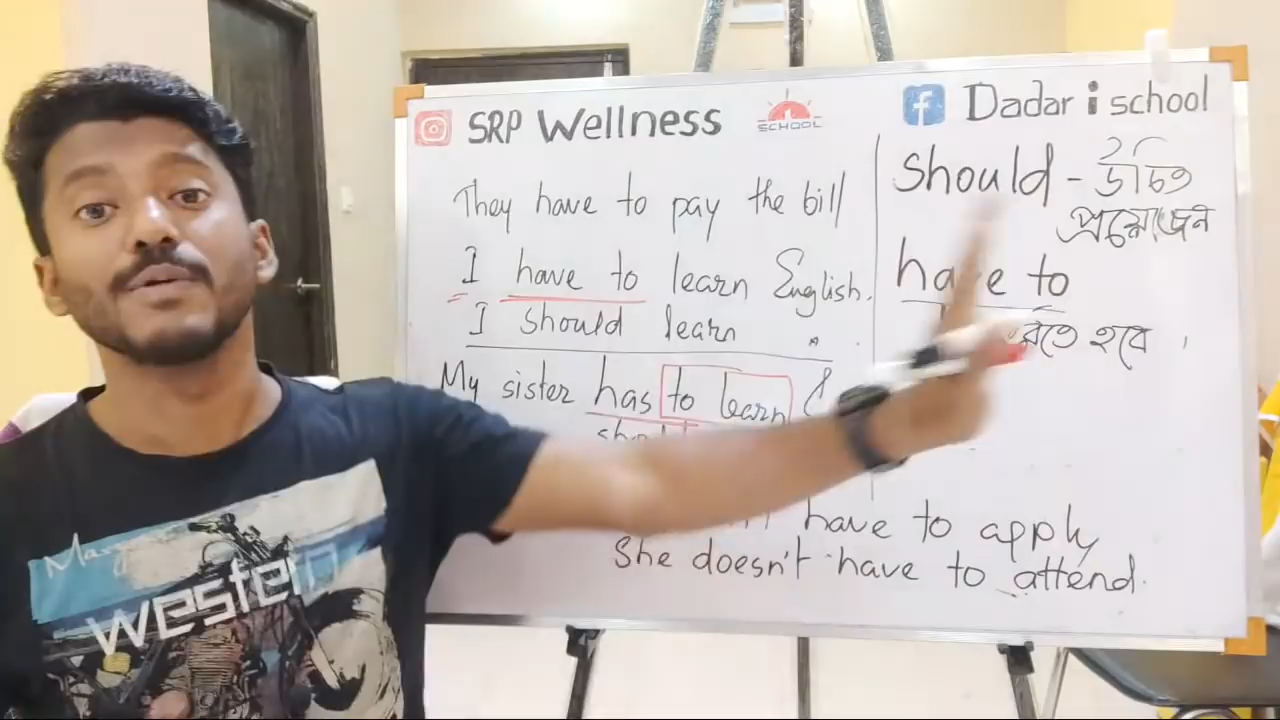 SRP Wellness
SCHOOL
Dadar i school
They have to pay the bill
I have to learn English.
I should learn
My sister has to learn
should - উচিত
প্রয়োজন
have to
হবে ।
have to apply
She doesn't have to attend.
Western